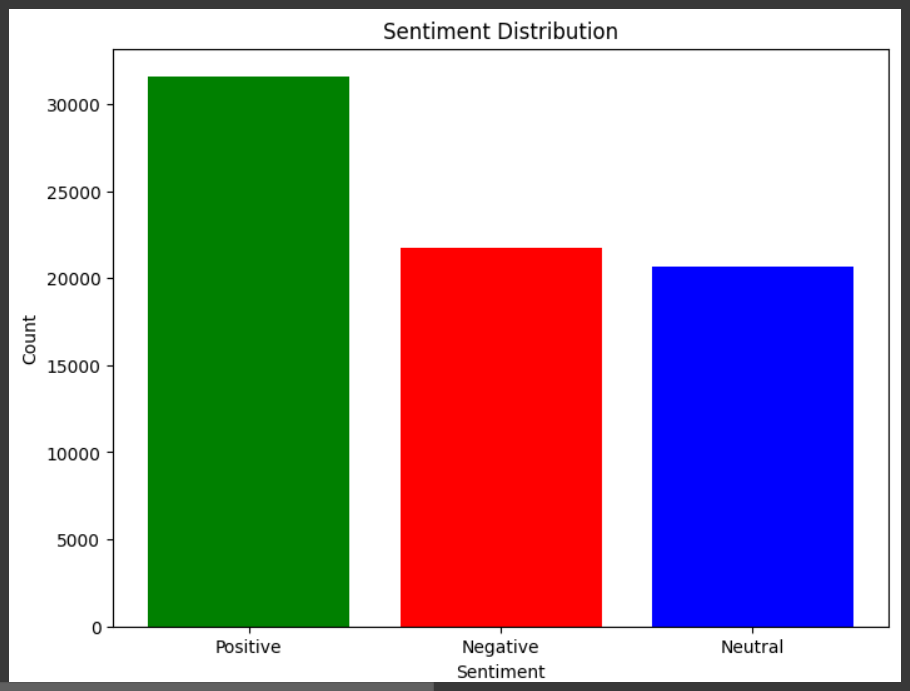 Sentiment Distribution
30000
25000
20000
15000
10000
5000
0
Count
Positive Negative Neutral
Sentiment